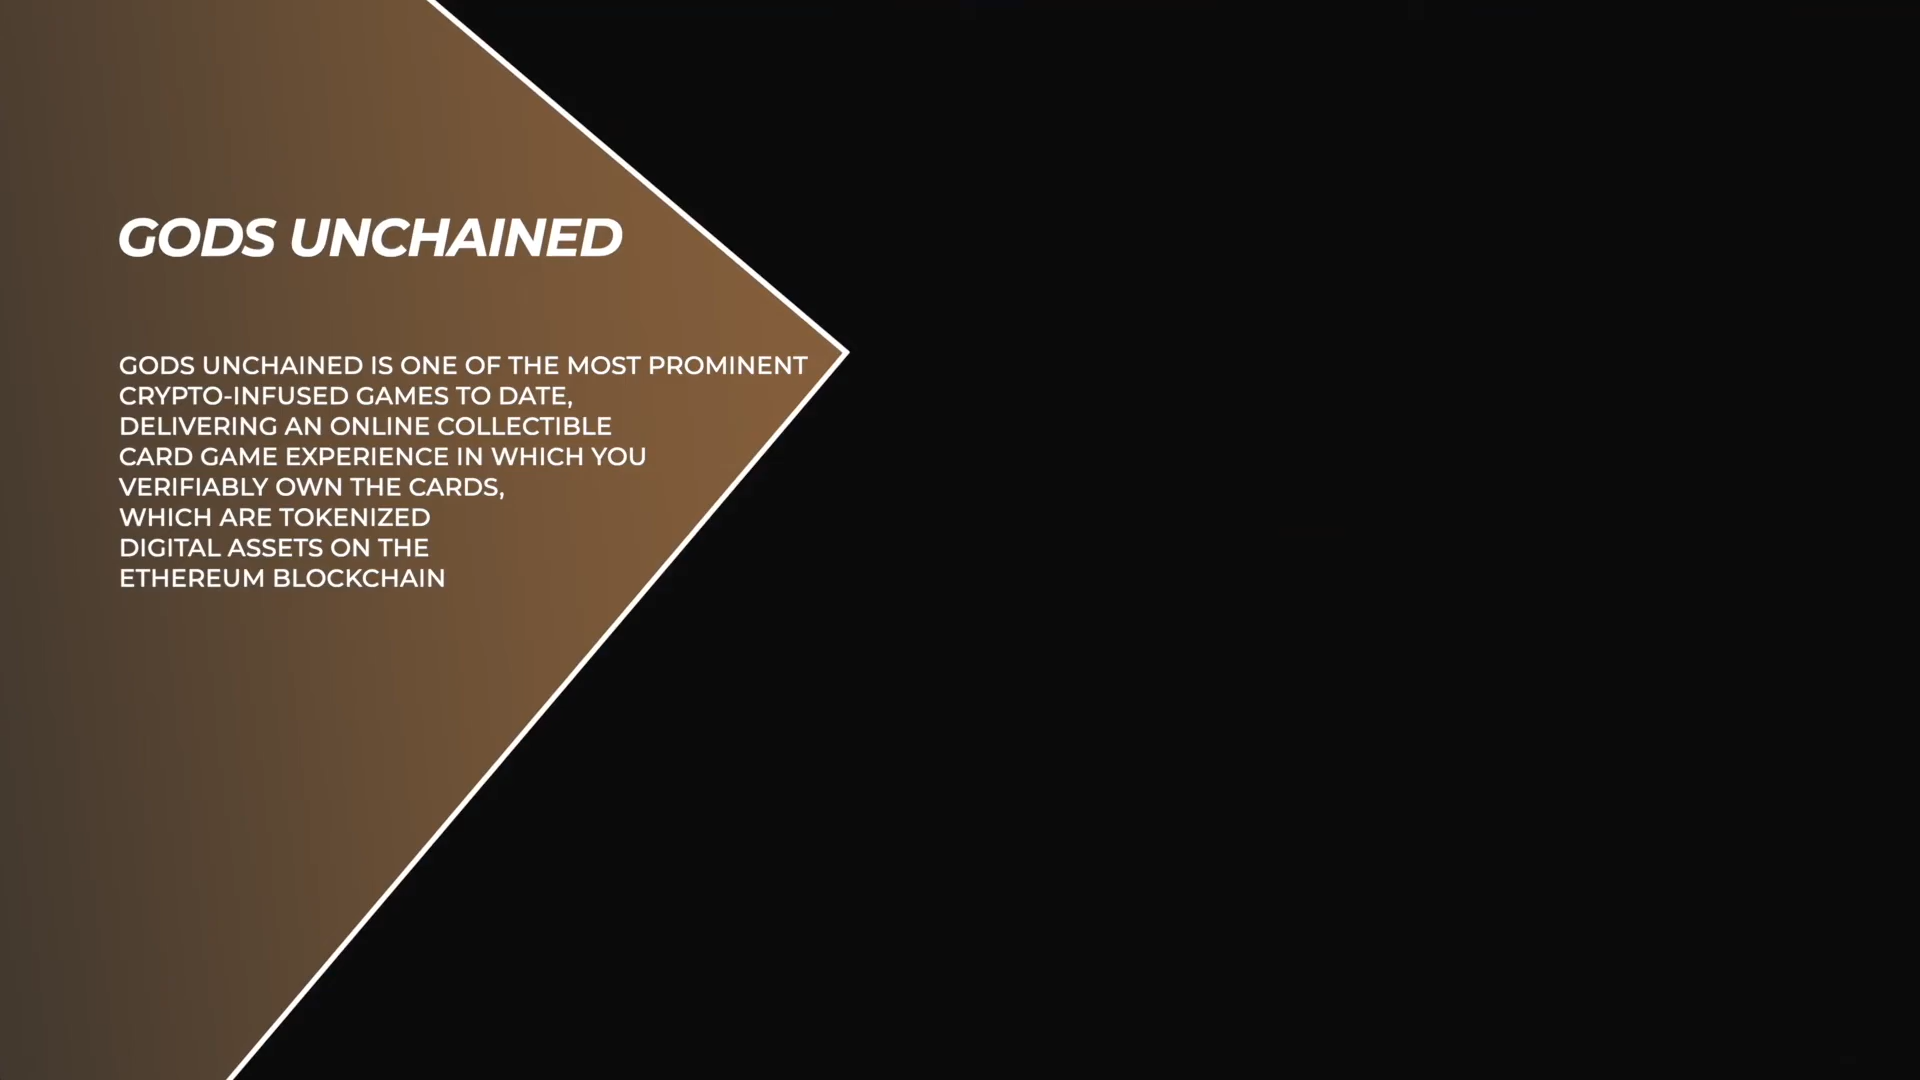 GODS UNCHAINED
GODS UNCHAINED IS ONE OF THE MOST PROMINENT
CRYPTO-INFUSED GAMES TO DATE,
DELIVERING AN ONLINE COLLECTIBLE
CARD GAME EXPERIENCE IN WHICH YOU
VERIFIABLY OWN THE CARDS,
WHICH ARE TOKENIZED
DIGITAL ASSETS ON THE
ETHEREUM BLOCKCHAIN